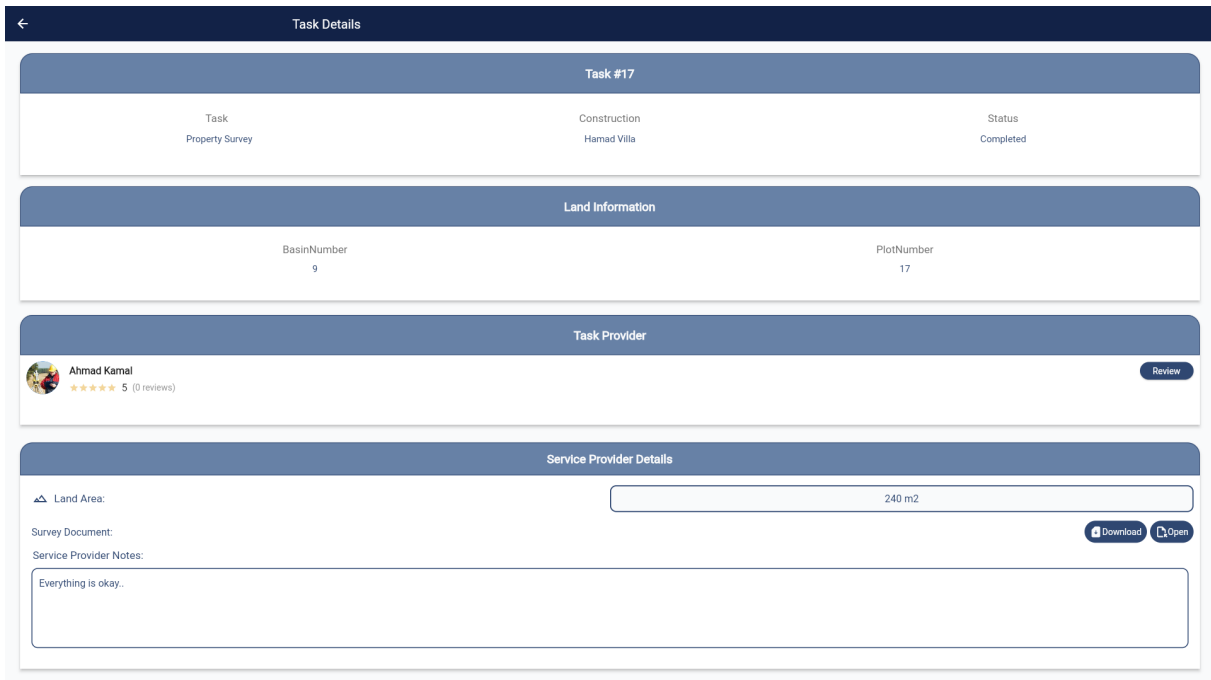 Task Details
Task #17
Task Construction Status
Property Survey Hamad Villa Completed
Land Information
BasinNumber PlotNumber
9 17
Task Provider
Ahmad Kamal Review
5 (0 reviews)
Service Provider Details
Land Area: 240 m2
Survey Document: Download Open
Service Provider Notes:
Everything is okay..